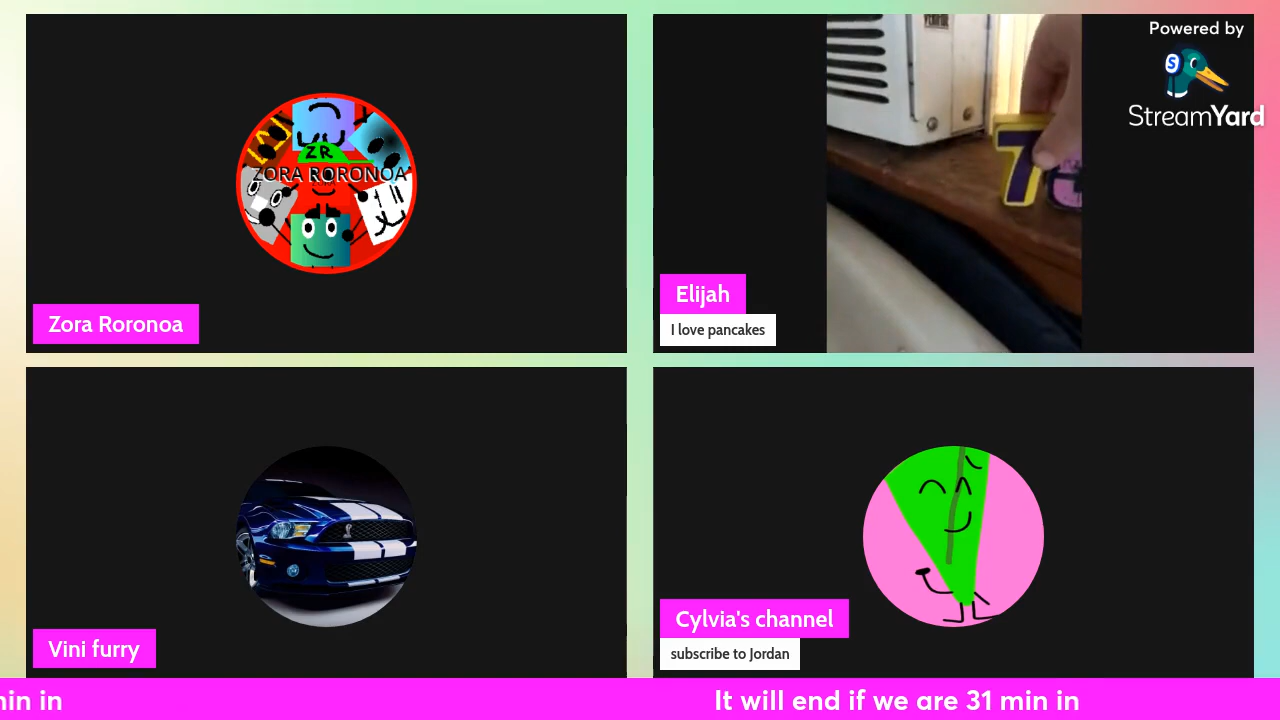 Powered by
S
StreamYard
ZR
ZORA RORONOA
Zora Roronoa
7
Elijah
I love pancakes
Vini furry
Cylvia's channel
subscribe to Jordan
min in
It will end if we are 31 min in